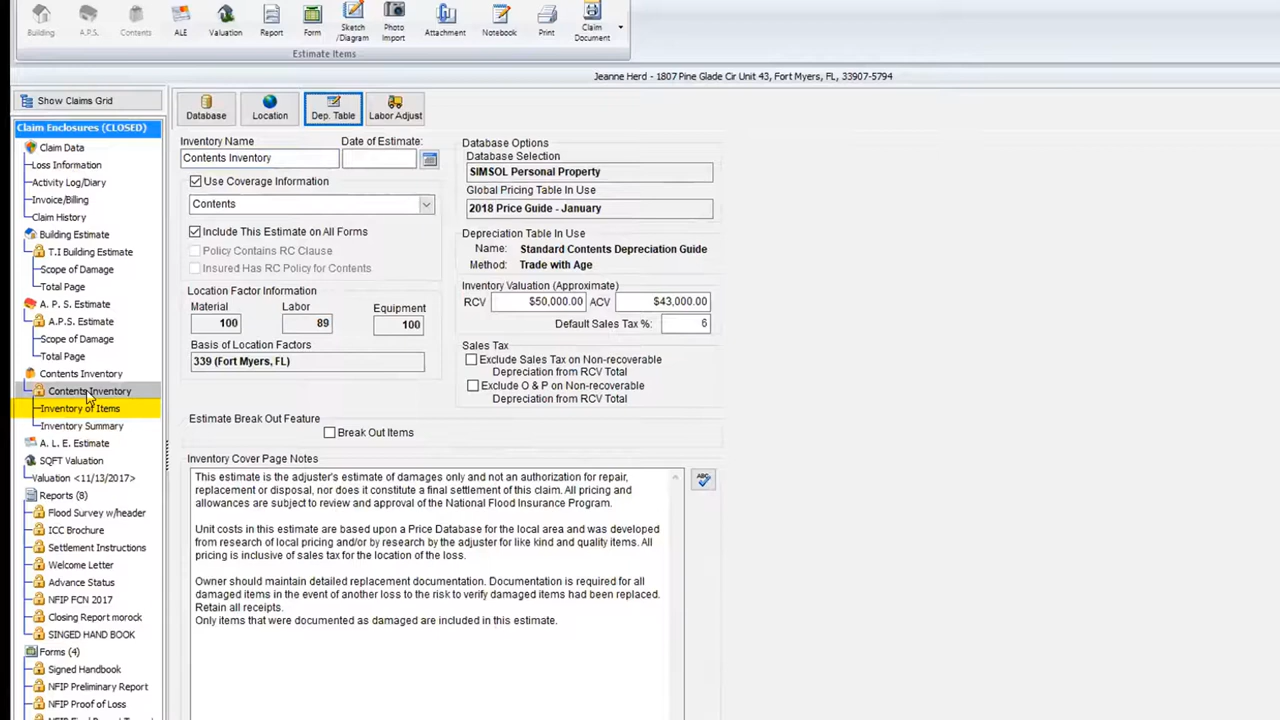 Building
A.P.S.
Contents
ALE
Valuation
Report
Form
Sketch
/Diagram
Photo
Import
Attachment
Notebook
Print
Claim
Document
Estimate Items
Jeanne Herd - 1807 Pine Glade Cir Unit 43, Fort Myers, FL, 33907-5794
Show Claims Grid
Claim Enclosures (CLOSED)
Claim Data
Loss Information
Activity Log/Diary
Invoice/Billing
Claim History
Building Estimate
T.I Building Estimate
Scope of Damage
Total Page
A. P. S. Estimate
A.P.S. Estimate
Scope of Damage
Total Page
Contents Inventory
Contents Inventory
Inventory of Items
Inventory Summary
A. L. E. Estimate
SQFT Valuation
Valuation <11/13/2017>
Reports (8)
Flood Survey w/header
ICC Brochure
Settlement Instructions
Welcome Letter
Advance Status
NFIP FCN 2017
Closing Report morock
SINGED HAND BOOK
Forms (4)
Signed Handbook
NFIP Preliminary Report
NFIP Proof of Loss
Database
Location
Dep. Table
Labor Adjust
Inventory Name
Date of Estimate:
Contents Inventory
Use Coverage Information
Contents
Include This Estimate on All Forms
Policy Contains RC Clause
Insured Has RC Policy for Contents
Location Factor Information
Material Labor Equipment
100 89 100
Basis of Location Factors
339 (Fort Myers, FL)
Database Options
Database Selection
SIMSOL Personal Property
Global Pricing Table In Use
2018 Price Guide - January
Depreciation Table In Use
Name: Standard Contents Depreciation Guide
Method: Trade with Age
Inventory Valuation (Approximate)
RCV $50,000.00 ACV $43,000.00
Default Sales Tax %: 6
Sales Tax
Exclude Sales Tax on Non-recoverable
Depreciation from RCV Total
Exclude O & P on Non-recoverable
Depreciation from RCV Total
Estimate Break Out Feature
Break Out Items
Inventory Cover Page Notes
This estimate is the adjuster's estimate of damages only and not an authorization for repair,
replacement or disposal, nor does it constitute a final settlement of this claim. All pricing and
allowances are subject to review and approval of the National Flood Insurance Program.
Unit costs in this estimate are based upon a Price Database for the local area and was developed
from research of local pricing and/or by research by the adjuster for like kind and quality items. All
pricing is inclusive of sales tax for the location of the loss.
Owner should maintain detailed replacement documentation. Documentation is required for all
damaged items in the event of another loss to the risk to verify damaged items had been replaced.
Retain all receipts.
Only items that were documented as damaged are included in this estimate.
ABC